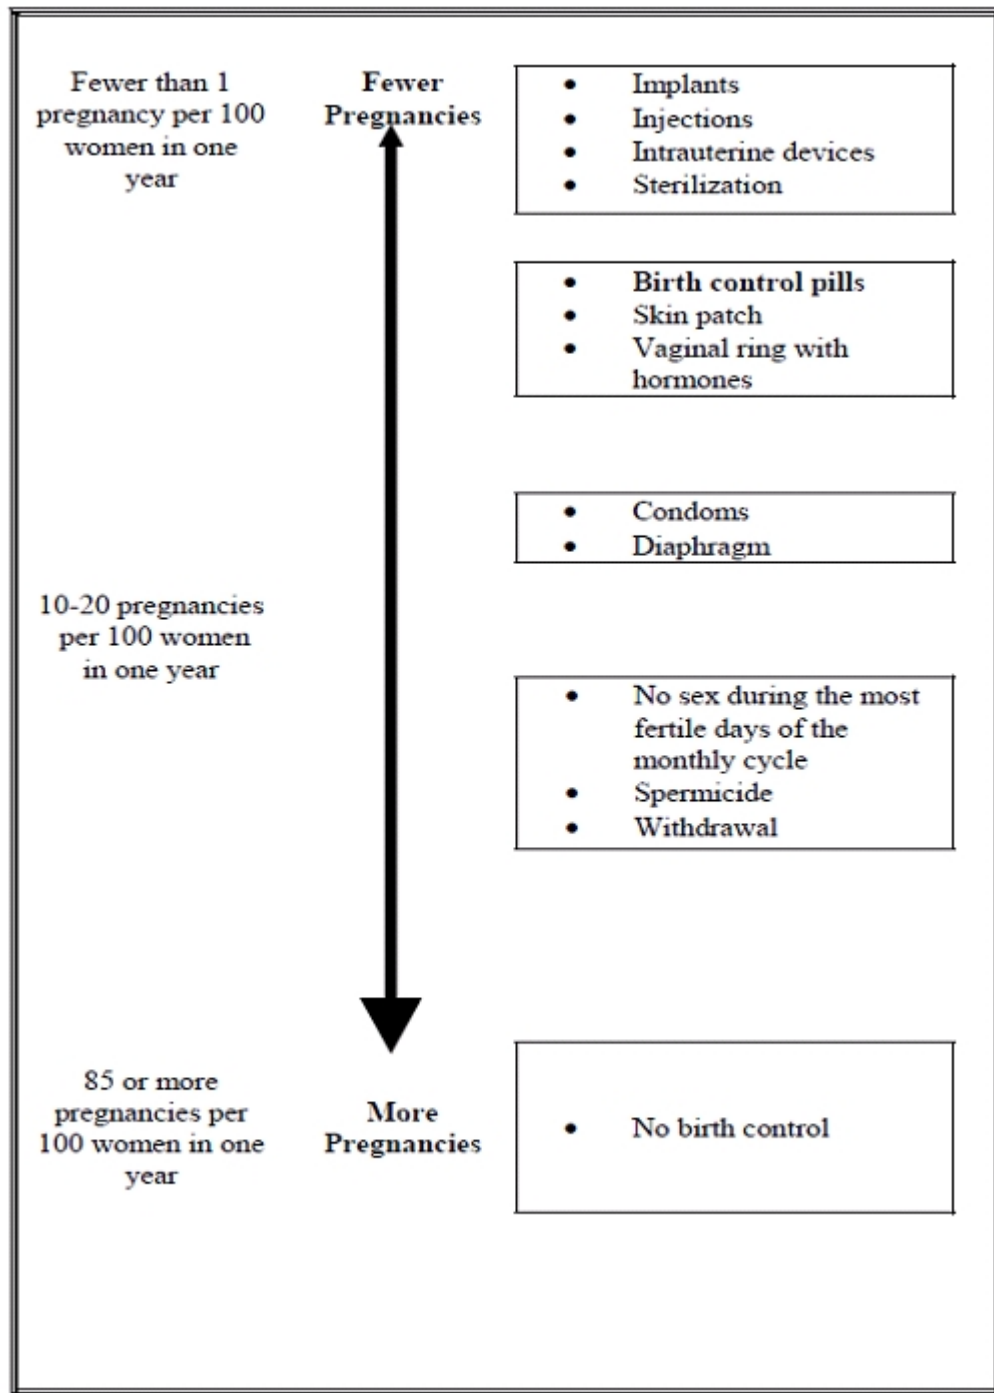 Fewer than 1
pregnancy per 100
women in one
year
Fewer
Pregnancies
• Implants
• Injections
• Intrauterine devices
• Sterilization
• Birth control pills
• Skin patch
• Vaginal ring with
hormones
• Condoms
• Diaphragm
10-20 pregnancies
per 100 women
in one year
• No sex during the most
fertile days of the
monthly cycle
• Spermicide
• Withdrawal
85 or more
pregnancies per
100 women in one
year
More
Pregnancies
• No birth control